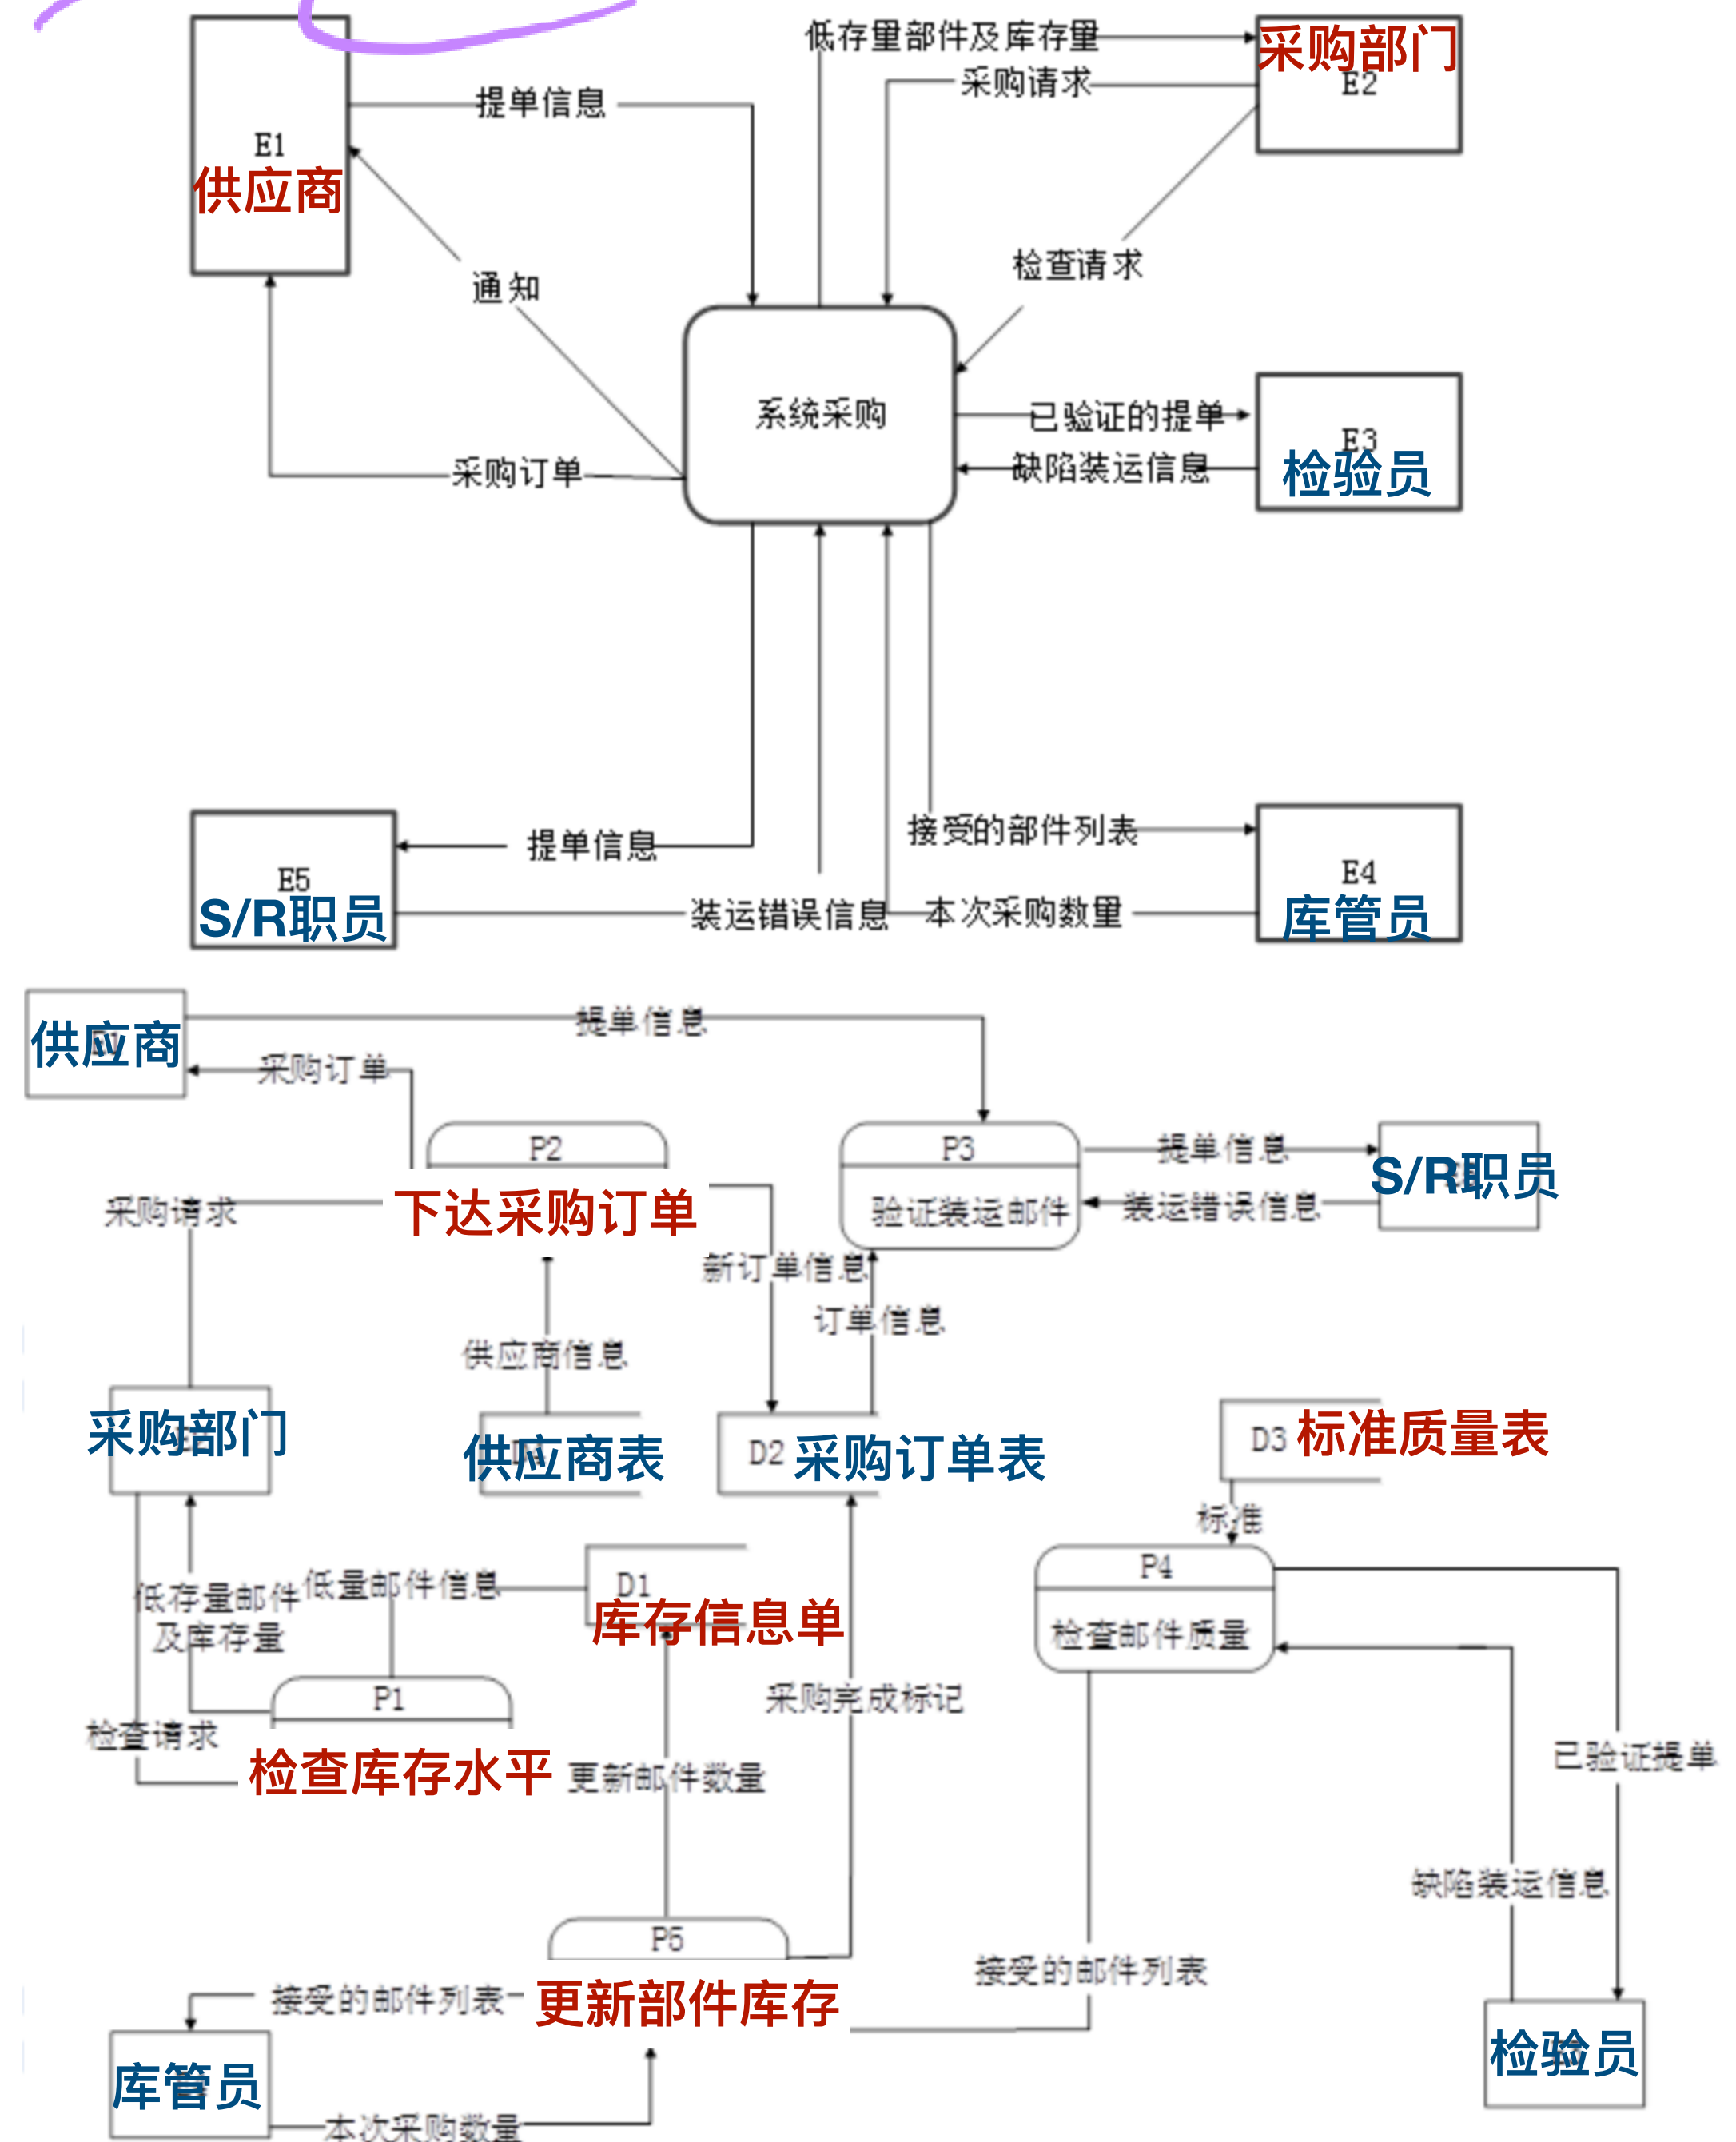 低存量部件及库存量
采购部门
E2
采购请求
提单信息
E1
供应商
检查请求
通知
系统采购
已验证的提单
E3
检验员
缺陷装运信息
采购订单
接受的部件列表
提单信息
E5
S/R职员
E4
库管员
装运错误信息
本次采购数量
供应商
提单信息
采购订单
P2
下达采购订单
P3
验证装运邮件
提单信息
S/R职员
装运错误信息
采购请求
新订单信息
订单信息
供应商信息
采购部门
供应商表
D2
采购订单表
D3
标准质量表
标准
低存量邮件
及库存量
低量邮件信息
D1
库存信息单
P4
检查邮件质量
P1
检查库存水平
检查请求
采购完成标记
更新邮件数量
已验证提单
缺陷装运信息
P5
更新部件库存
接受的邮件列表
接受的邮件列表
库管员
检验员
本次采购数量